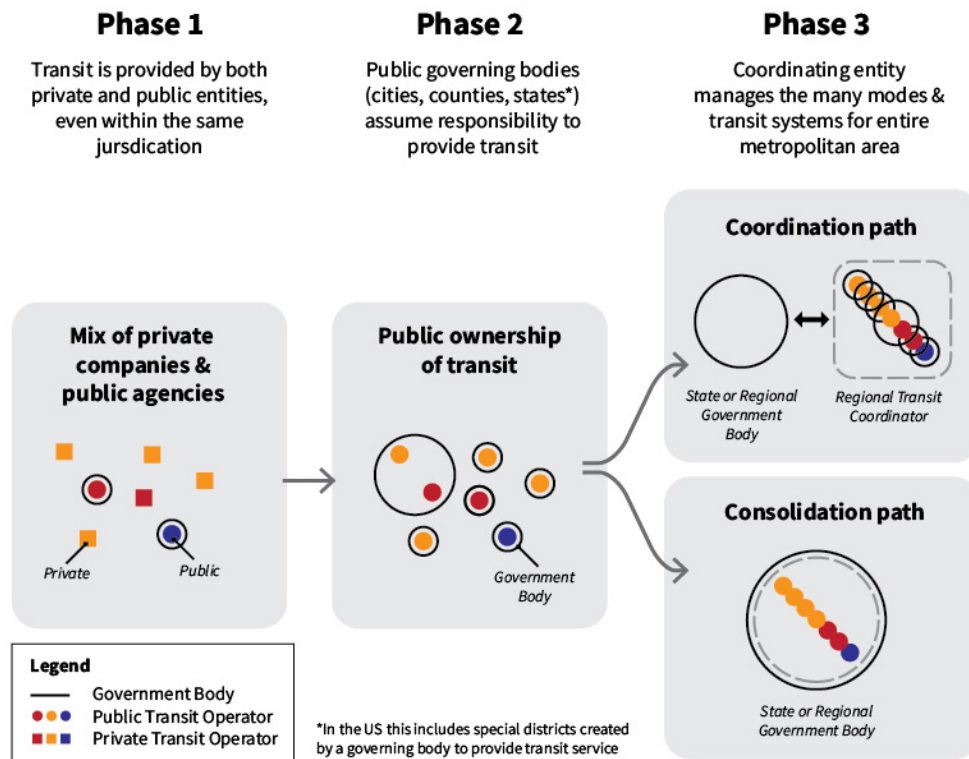 Phase 1
Transit is provided by both
private and public entities,
even within the same
jursdication
Phase 2
Public governing bodies
(cities, counties, states*)
assume responsibility to
provide transit
Phase 3
Coordinating entity
manages the many modes &
transit systems for entire
metropolitan area
Mix of private
companies &
public agencies
Private
Public
Public ownership
of transit
Government
Body
Coordination path
State or Regional
Government
Body
Regional Transit
Coordinator
Consolidation path
State or Regional
Government Body
Legend
Government Body
Public Transit Operator
Private Transit Operator
*In the US this includes special districts created
by a governing body to provide transit service